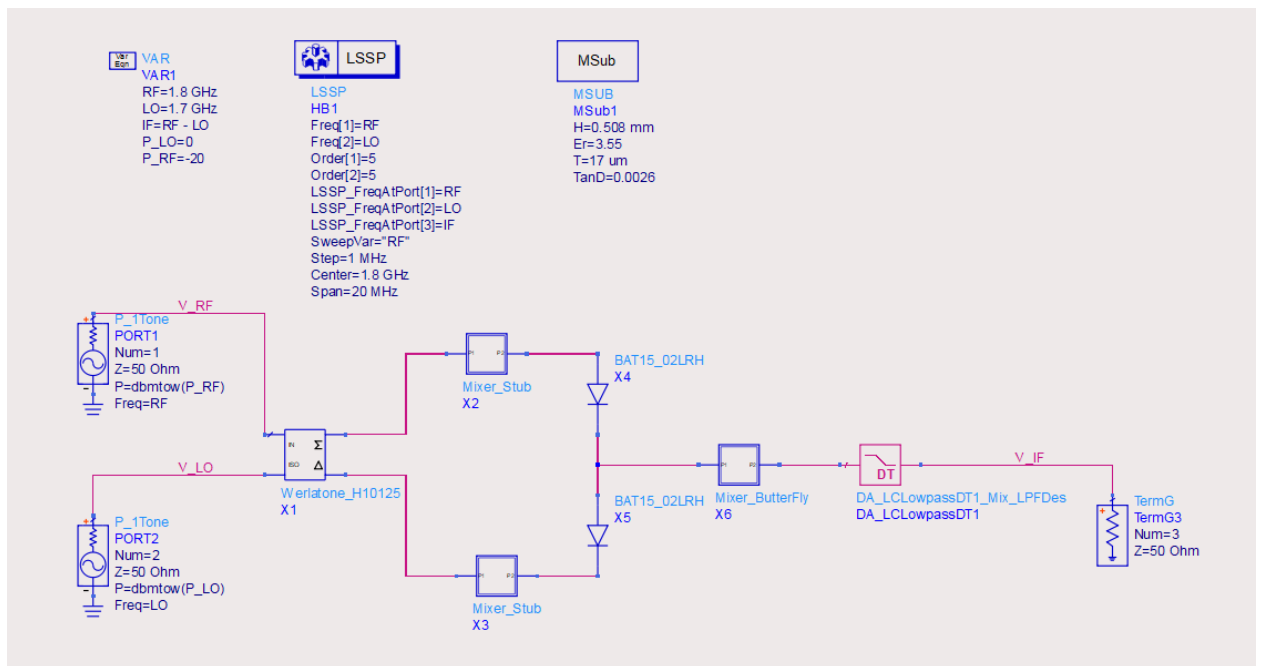 Var
Eqn
VAR
VAR1
RF=1.8 GHz
LO=1.7 GHz
IF=RF - LO
P_LO=0
P_RF=-20
LSSP
LSSP
HB1
Freq[1]=RF
Freq[2]=LO
Order[1]=5
Order[2]=5
LSSP_FreqAtPort[1]=RF
LSSP_FreqAtPort[2]=LO
LSSP_FreqAtPort[3]=IF
SweepVar="RF"
Step=1 MHz
Center=1.8 GHz
Span=20 MHz
MSub
MSUB
MSub1
H=0.508 mm
Er=3.55
T=17 um
TanD=0.0026
V_RF
P_1Tone
PORT1
Num=1
Z=50 Ohm
P=dbmtow(P_RF)
Freq=RF
V_LO
P_1Tone
PORT2
Num=2
Z=50 Ohm
P=dbmtow(P_LO)
Freq=LO
IN
Σ
ISO
Δ
Werlatone_H10125
X1
P1
P2
Mixer_Stub
X2
P1
P2
Mixer_Stub
X3
BAT15_02LRH
X4
BAT15_02LRH
X5
P1
P2
Mixer_ButterFly
X6
DT
DA_LCLowpassDT1_Mix_LPFDes
DA_LCLowpassDT1
V_IF
TermG
TermG3
Num=3
Z=50 Ohm